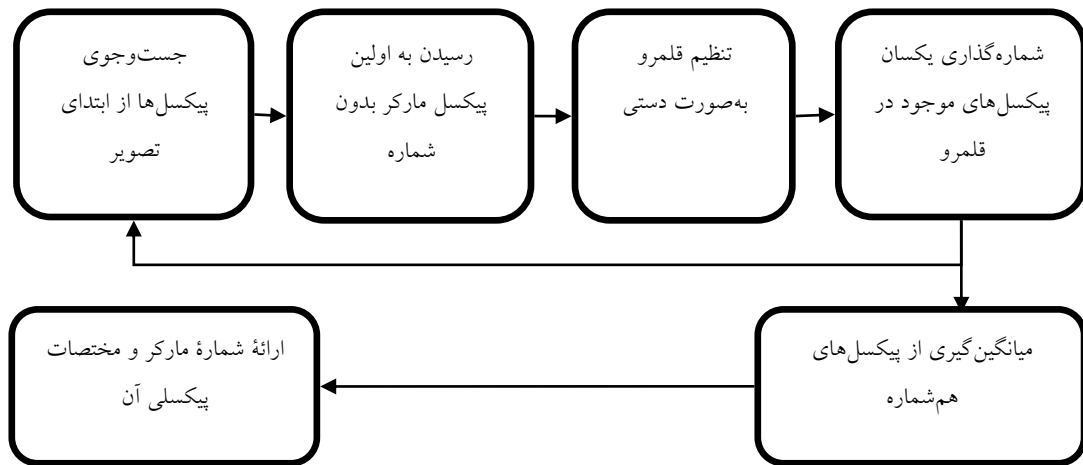 جست‌وجوی
پیکسل‌ها از ابتدای
تصویر
رسیدن به اولین
پیکسل مارکر بدون
شماره
تنظیم قلمرو
به‌صورت دستی
شماره‌گذاری یکسان
پیکسل‌های موجود در
قلمرو
میانگین‌گیری از پیکسل‌های
هم‌شماره
ارائهٔ شمارهٔ مارکر و مختصات
پیکسلی آن